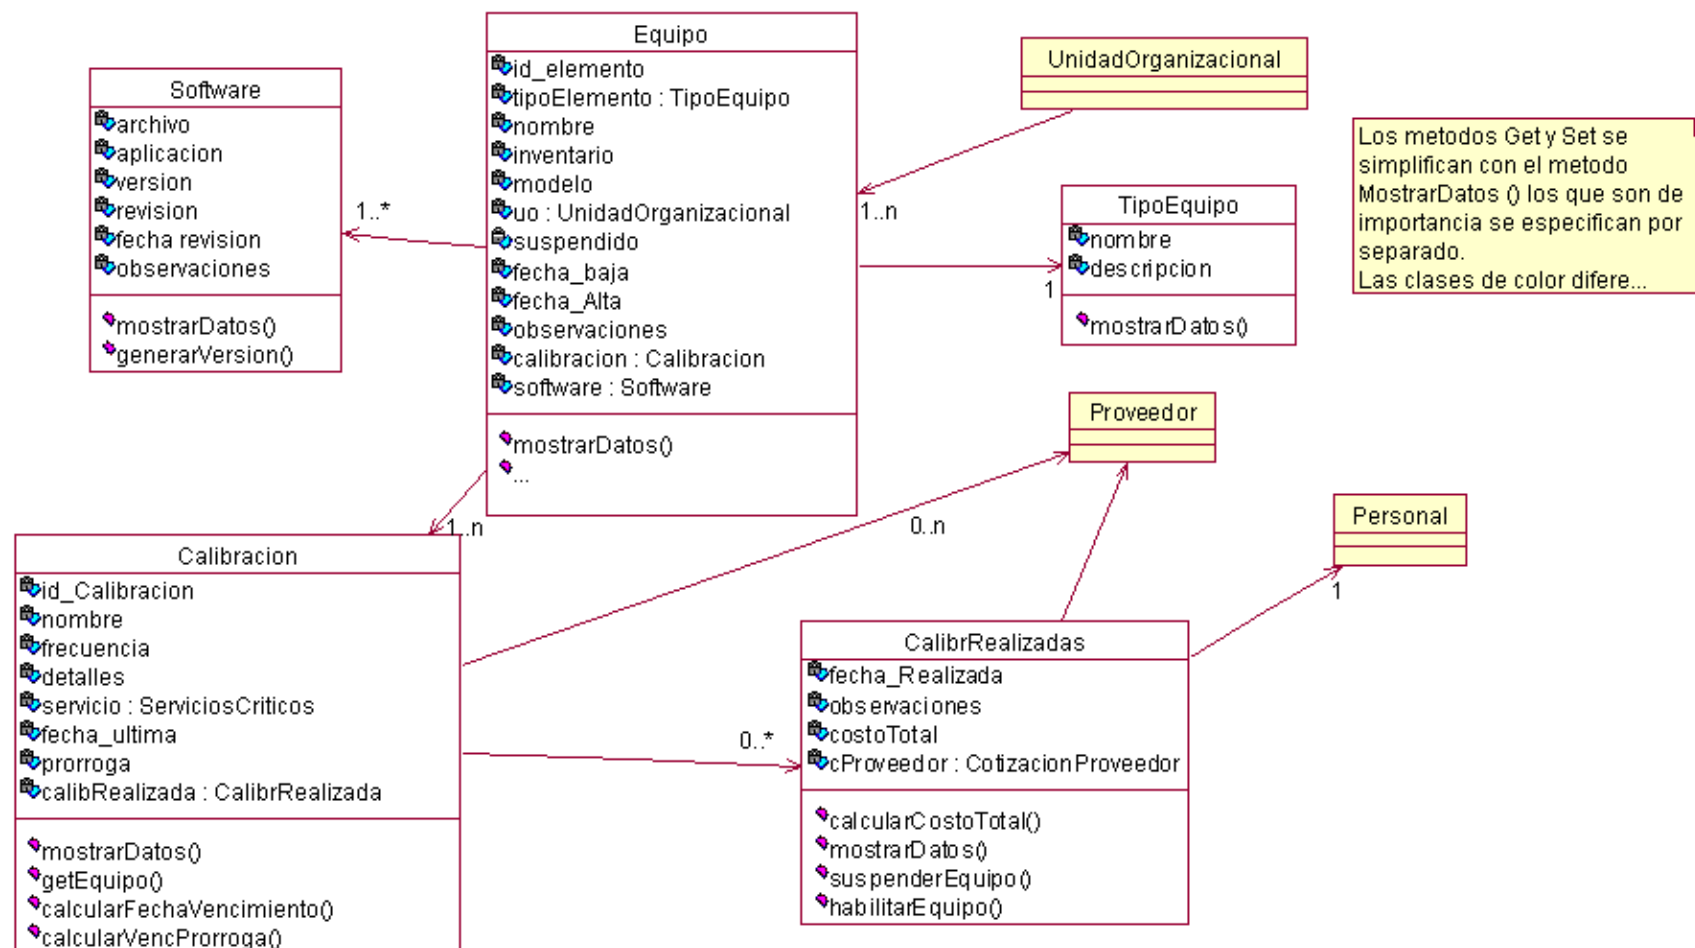 Equipo
id_elemento
tipoElemento : TipoEquipo
nombre
inventario
modelo
uo : UnidadOrganizacional
suspendido
fecha_baja
fecha_Alta
observaciones
calibracion : Calibracion
software : Software
mostrarDatos()
...
Software
archivo
aplicacion
version
revision
fecha revision
observaciones
mostrarDatos()
generarVersion()
1..*
UnidadOrganizacional
1..n
TipoEquipo
nombre
descripcion
mostrarDatos()
1
Los metodos Get y Set se
simplifican con el metodo
MostrarDatos () los que son de
importancia se especifican por
separado.
Las clases de color difere...
Proveedor
0..n
Personal
1
1..n
Calibracion
id_Calibracion
nombre
frecuencia
detalles
servicio : ServiciosCriticos
fecha_ultima
prorroga
calibRealizada : CalibrRealizada
mostrarDatos()
getEquipo()
calcularFechaVencimiento()
calcularVencProrroga()
0..*
CalibrRealizadas
fecha_Realizada
observaciones
costoTotal
cProveedor : CotizacionProveedor
calcularCostoTotal()
mostrarDatos()
suspenderEquipo()
habilitarEquipo()